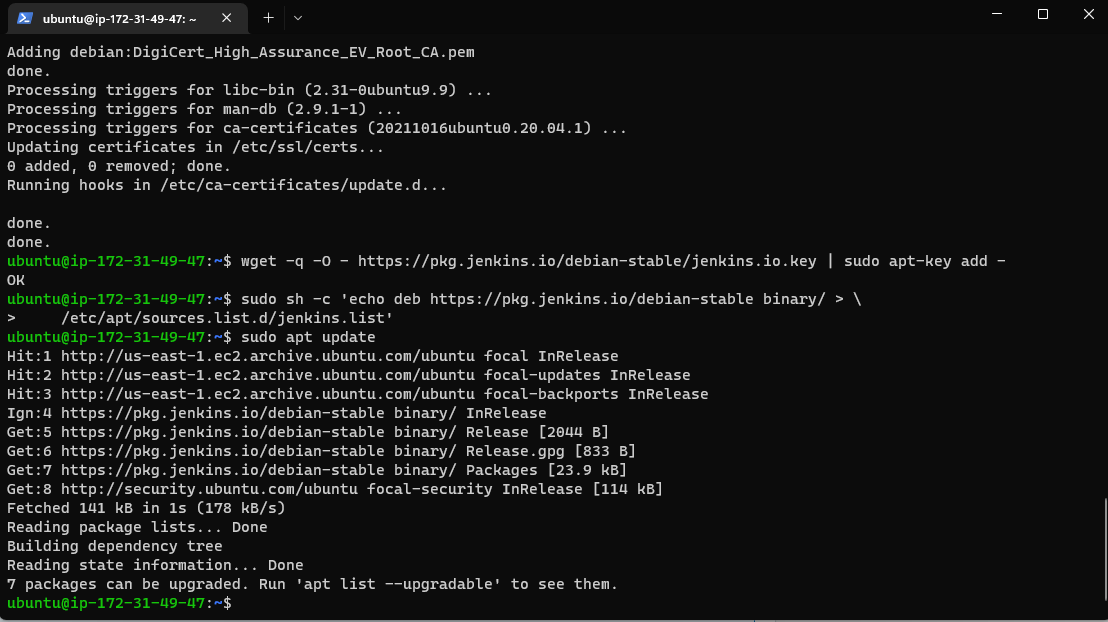 ubuntu@ip-172-31-49-47: ~
Adding debian:DigiCert_High_Assurance_EV_Root_CA.pem
done.
Processing triggers for libc-bin (2.31-0ubuntu9.9) ...
Processing triggers for man-db (2.9.1-1) ...
Processing triggers for ca-certificates (20211016ubuntu0.20.04.1) ...
Updating certificates in /etc/ssl/certs...
0 added, 0 removed; done.
Running hooks in /etc/ca-certificates/update.d...
done.
done.
ubuntu@ip-172-31-49-47:~$ wget -q -O - https://pkg.jenkins.io/debian-stable/jenkins.io.key | sudo apt-key add -
OK
ubuntu@ip-172-31-49-47:~$ sudo sh -c 'echo deb https://pkg.jenkins.io/debian-stable binary/ > \
>     /etc/apt/sources.list.d/jenkins.list'
ubuntu@ip-172-31-49-47:~$ sudo apt update
Hit:1 http://us-east-1.ec2.archive.ubuntu.com/ubuntu focal InRelease
Hit:2 http://us-east-1.ec2.archive.ubuntu.com/ubuntu focal-updates InRelease
Hit:3 http://us-east-1.ec2.archive.ubuntu.com/ubuntu focal-backports InRelease
Ign:4 https://pkg.jenkins.io/debian-stable binary/ InRelease
Get:5 https://pkg.jenkins.io/debian-stable binary/ Release [2044 B]
Get:6 https://pkg.jenkins.io/debian-stable binary/ Release.gpg [833 B]
Get:7 https://pkg.jenkins.io/debian-stable binary/ Packages [23.9 kB]
Get:8 http://security.ubuntu.com/ubuntu focal-security InRelease [114 kB]
Fetched 141 kB in 1s (178 kB/s)
Reading package lists... Done
Building dependency tree
Reading state information... Done
7 packages can be upgraded. Run 'apt list --upgradable' to see them.
ubuntu@ip-172-31-49-47:~$